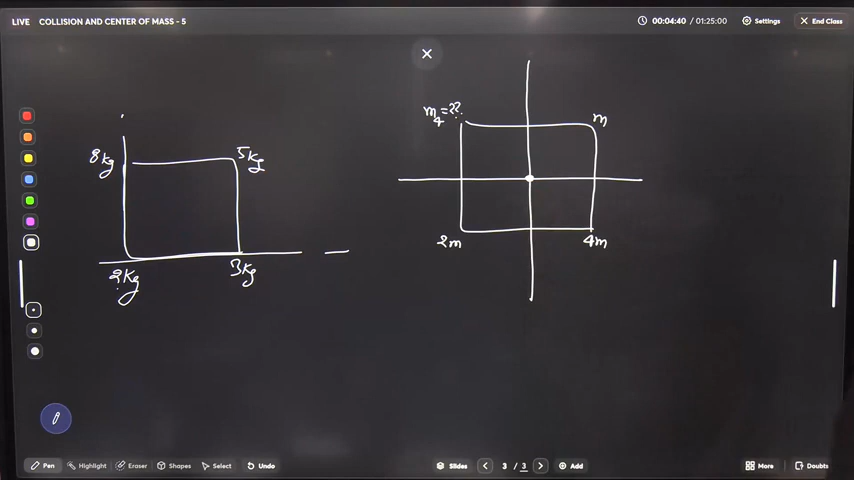 LIVE COLLISION AND CENTER OF MASS - 5
00:04:40 / 01:25:00 Settings End Class
m4=??
m
8kg
5kg
2m
4m
2kg
3kg
Pen Highlight Eraser Shapes Select Undo Slides 3 / 3 Add More Doubts